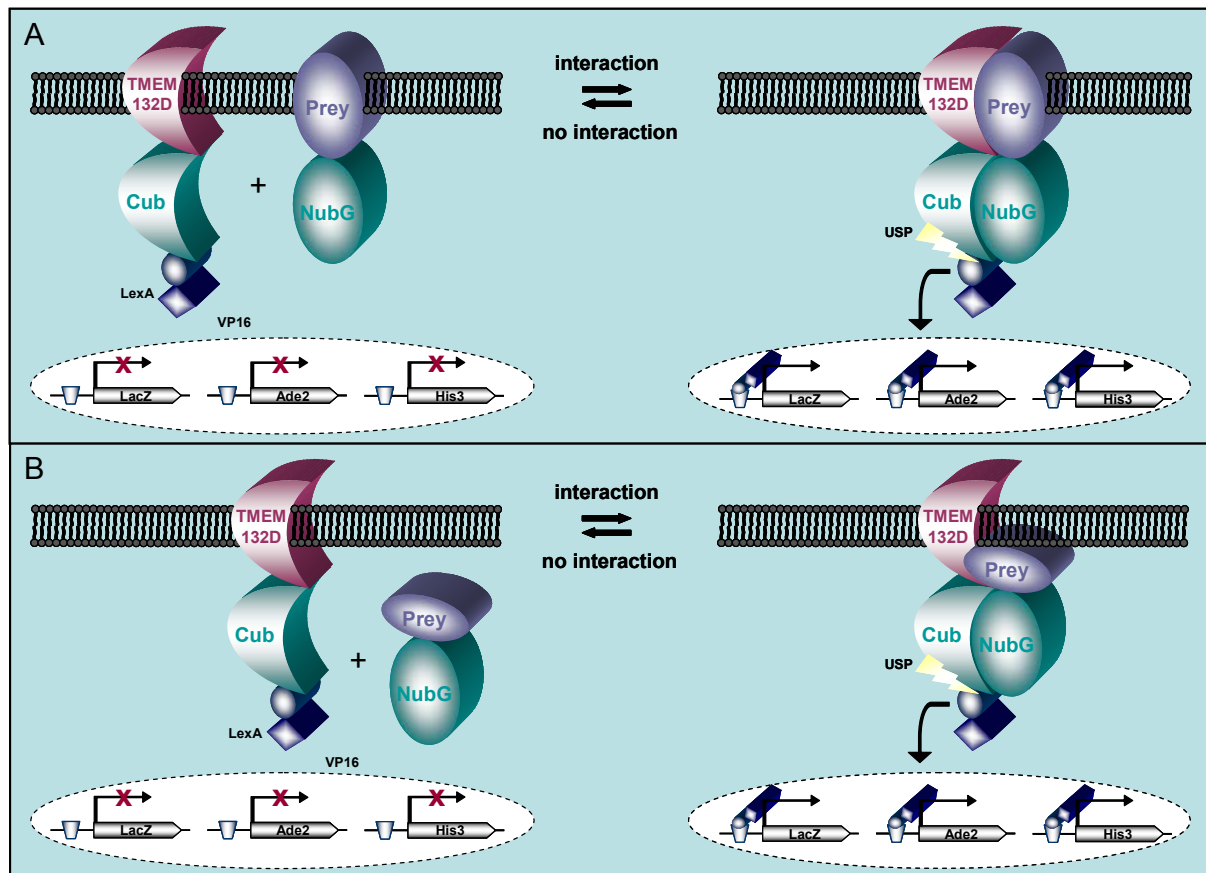 A
TMEM
132D
Prey
Cub
+
NubG
LexA
VP16
X
X
X
LacZ
Ade2
His3
interaction
no interaction
TMEM
132D
Prey
Cub
NubG
USP
LacZ
Ade2
His3
B
TMEM
132D
Cub
+
Prey
NubG
LexA
VP16
X
X
X
LacZ
Ade2
His3
interaction
no interaction
TMEM
132D
Prey
Cub
NubG
USP
LacZ
Ade2
His3